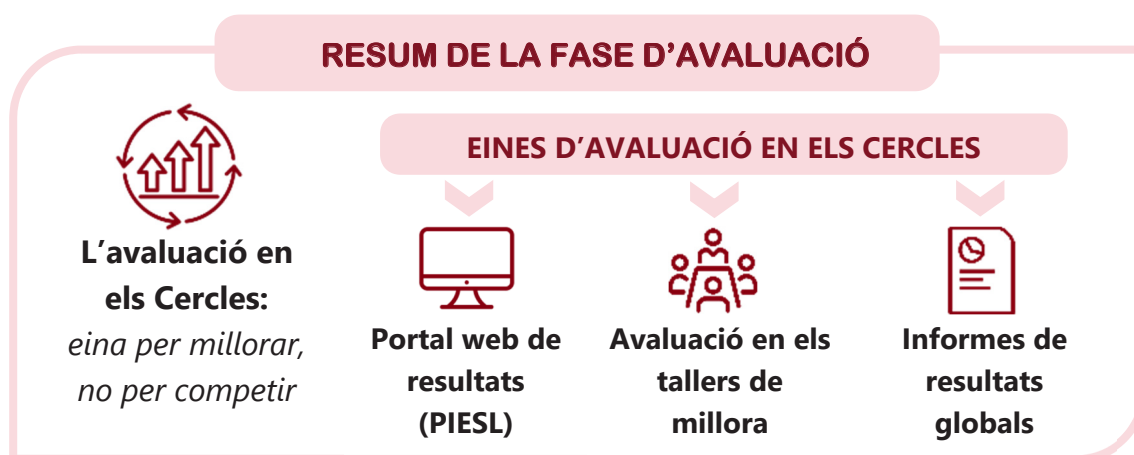 RESUM DE LA FASE D'AVALUACIÓ
EINES D'AVALUACIÓ EN ELS CERCLES
L'avaluació en
els Cercles:
eina per millorar,
no per competir
Portal web de
resultats
(PIESL)
Avaluació en els
tallers de
millora
Informes de
resultats
globals